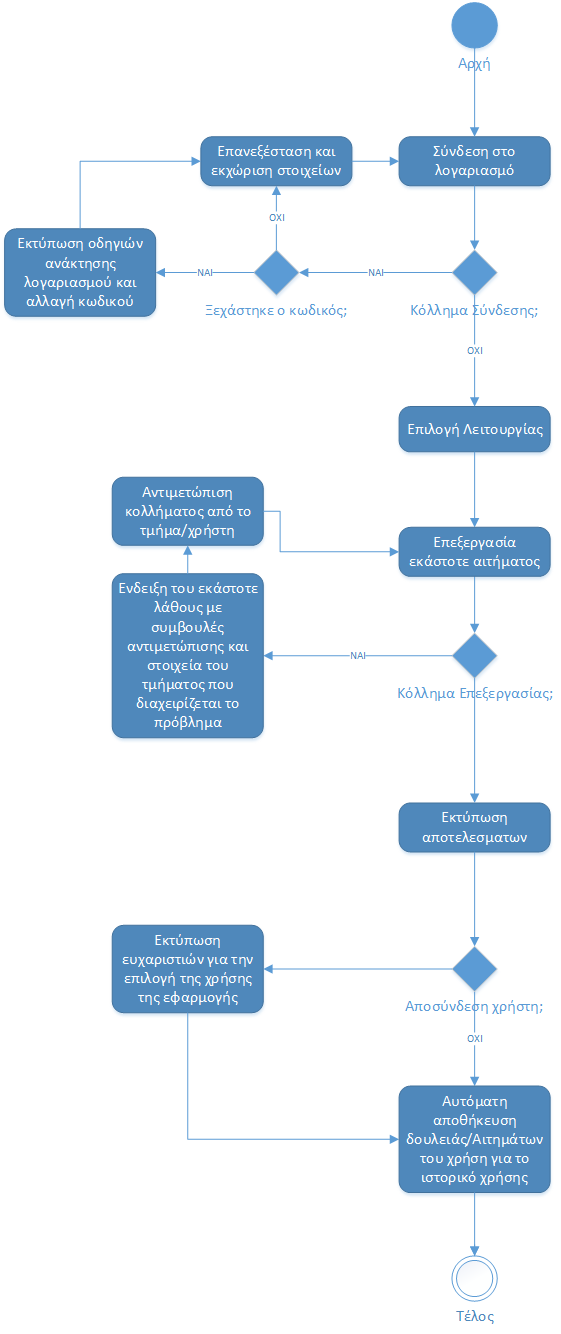 Αρχή
Επανεξέσταση και
εκχώριση στοιχείων
Σύνδεση στο
λογαριασμό
ΟΧΙ
Εκτύπωση οδηγιών
ανάκτησης
λογαριασμού και
αλλαγή κωδικού
ΝΑΙ
ΝΑΙ
Ξεχάστηκε ο κωδικός;
Κόλλημα Σύνδεσης;
ΟΧΙ
Επιλογή Λειτουργίας
Αντιμετώπιση
κολλήματος από το
τμήμα/χρήστη
Επεξεργασία
εκάστοτε αιτήματος
Ενδειξη του εκάστοτε
λάθους με
συμβουλές
αντιμετώπισης και
στοιχεία του
τμήματος που
διαχειρίζεται το
πρόβλημα
ΝΑΙ
Κόλλημα Επεξεργασίας;
Εκτύπωση
αποτελεσματων
Εκτύπωση
ευχαριστιών για την
επιλογή της χρήσης
της εφαρμογής
Αποσύνδεση χρήστη;
ΟΧΙ
Αυτόματη
αποθήκευση
δουλειάς/Αιτημάτων
του χρήση για το
ιστορικό χρήσης
Τέλος